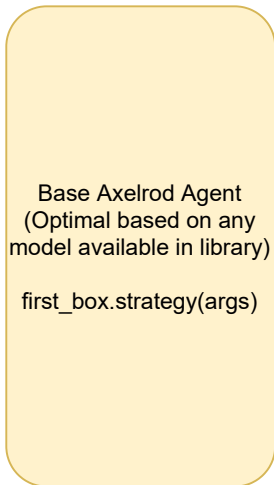 Base Axelrod Agent
(Optimal based on any
model available in library)
first_box.strategy(args)